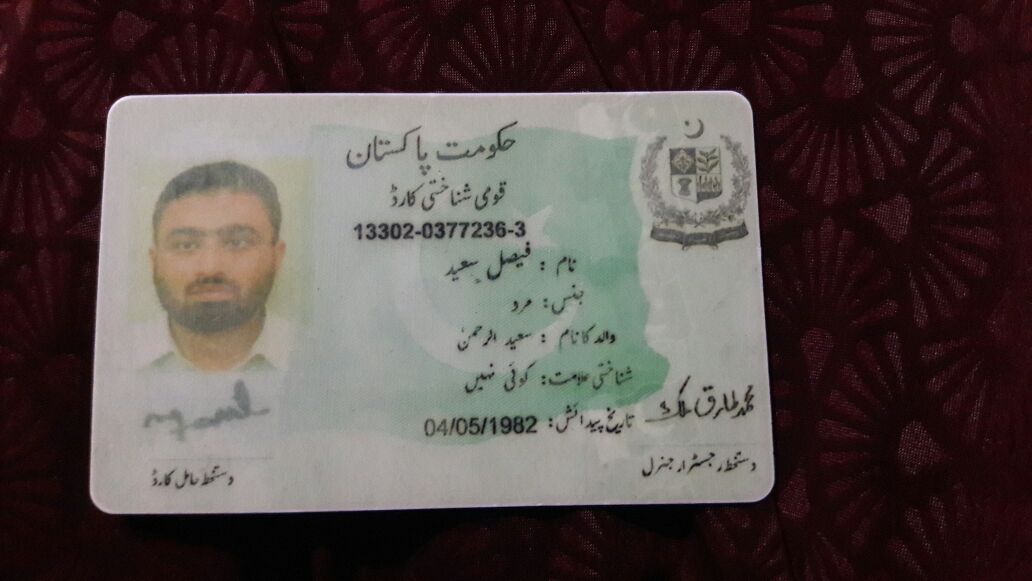 حکومت پاکستان
قومی شناختی کارڈ
13302-0377236-3
نام : فیصل سعید
جنس: مرد
والد کا نام : سعید الرحمٰن
شناختی علامت: کوئی نہیں
تاریخ پیدائش: 04/05/1982
محمد طارق ملک
دستخط رجسٹرار جنرل
دستخط حامل کارڈ